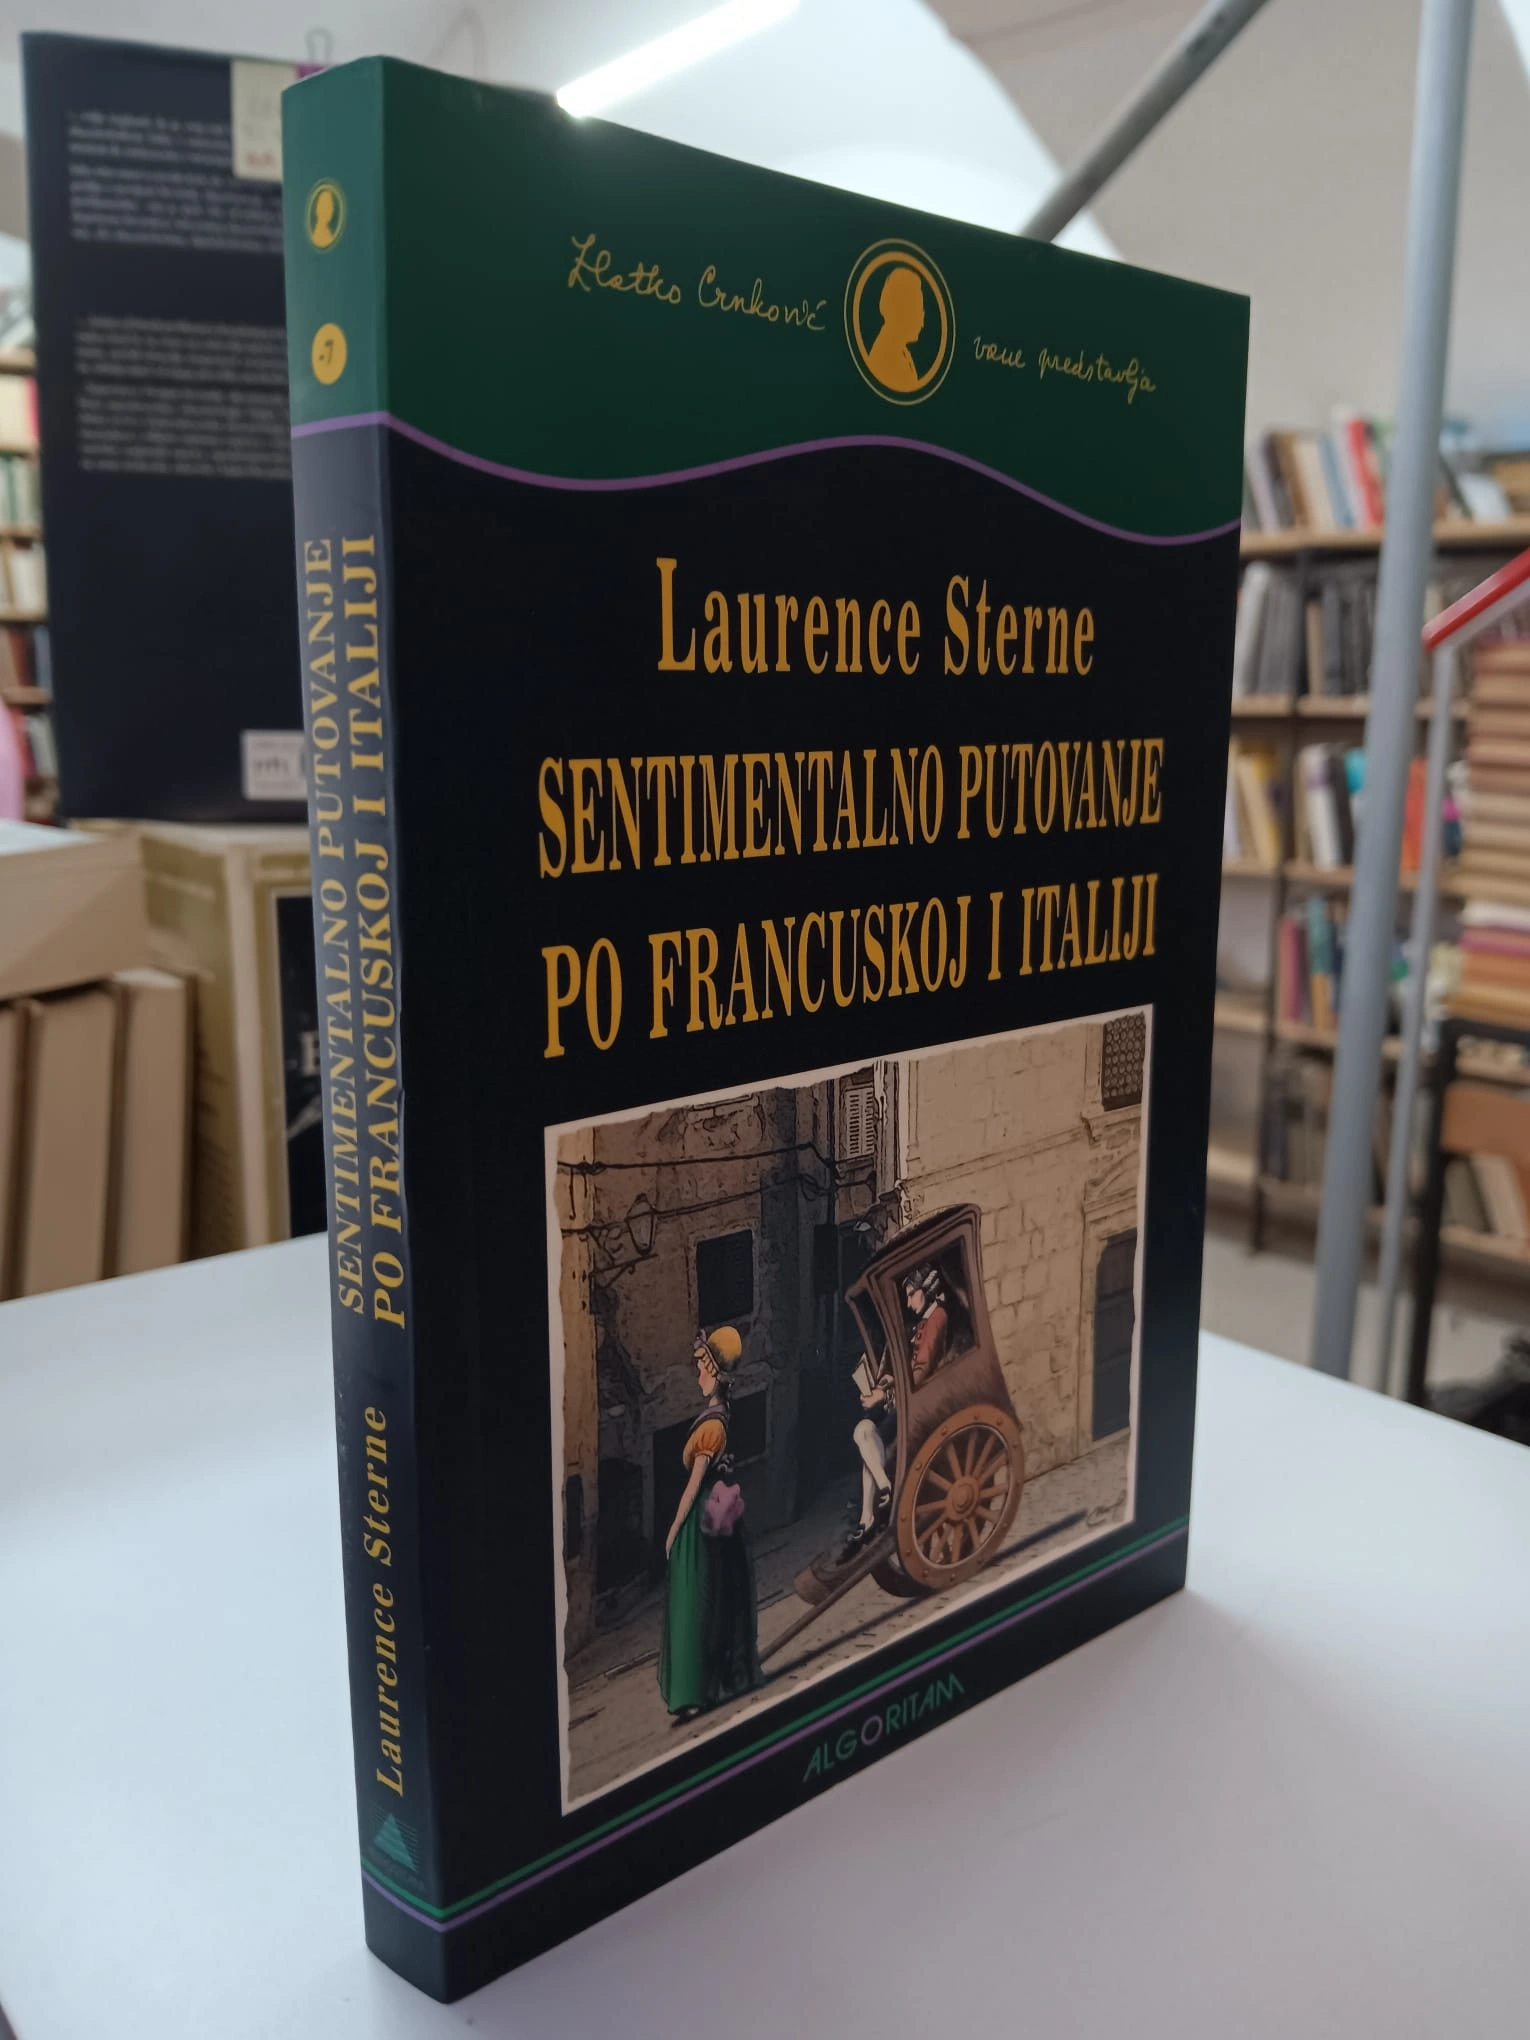 Zlatko Crnković
vam predstavlja
Laurence Sterne
SENTIMENTALNO PUTOVANJE
PO FRANCUSKOJ I ITALIJI
ALGORITAM
SENTIMENTALNO PUTOVANJE
PO FRANCUSKOJ I ITALIJI
Laurence Sterne